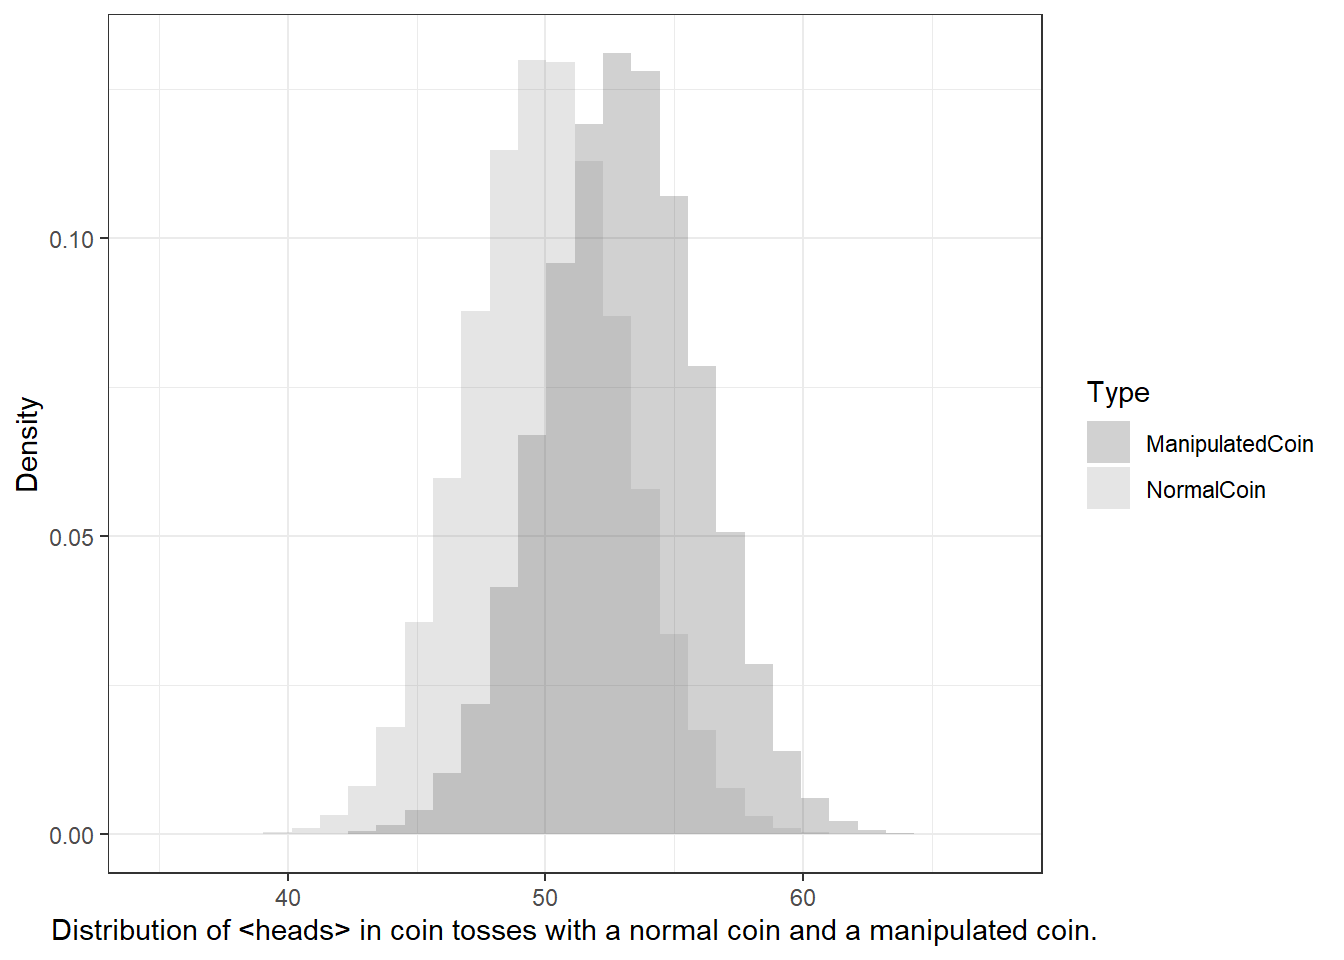 0.10
0.05
0.00
Density
40 50 60
Distribution of <heads> in coin tosses with a normal coin and a manipulated coin.
Type
ManipulatedCoin
NormalCoin